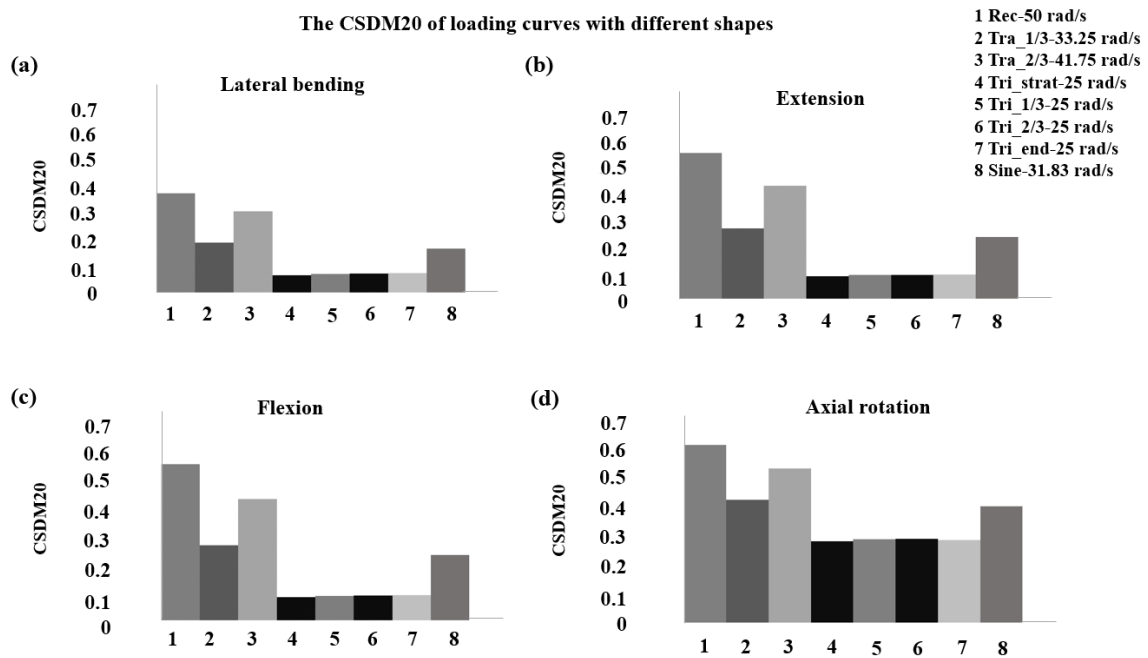 The CSDM20 of loading curves with different shapes
1 Rec-50 rad/s
2 Tra_1/3-33.25 rad/s
3 Tra_2/3-41.75 rad/s
4 Tri_strat-25 rad/s
5 Tri_1/3-25 rad/s
6 Tri_2/3-25 rad/s
7 Tri_end-25 rad/s
8 Sine-31.83 rad/s
(a)
Lateral bending
CSDM20
0.7
0.6
0.5
0.4
0.3
0.2
0.1
0
1 2 3 4 5 6 7 8
(b)
Extension
CSDM20
0.7
0.6
0.5
0.4
0.3
0.2
0.1
0
1 2 3 4 5 6 7 8
(c)
Flexion
CSDM20
0.7
0.6
0.5
0.4
0.3
0.2
0.1
0
1 2 3 4 5 6 7 8
(d)
Axial rotation
CSDM20
0.7
0.6
0.5
0.4
0.3
0.2
0.1
0
1 2 3 4 5 6 7 8